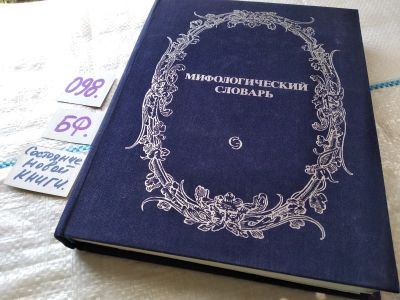 098.
БФ.
Состояние
новой
книги.
МИФОЛОГИЧЕСКИЙ
СЛОВАРЬ